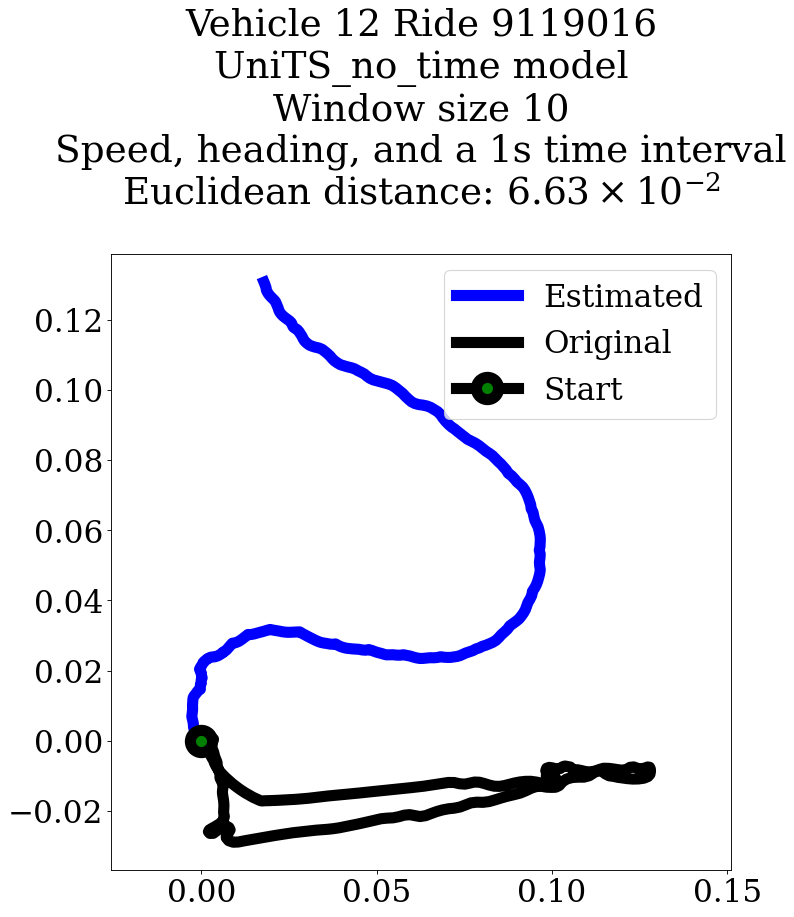 Vehicle 12 Ride 9119016
UniTS_no_time model
Window size 10
Speed, heading, and a 1s time interval
Euclidean distance: 6.63 × 10⁻²
Estimated
Original
Start
0.12
0.10
0.08
0.06
0.04
0.02
0.00
−0.02
0.00 0.05 0.10 0.15